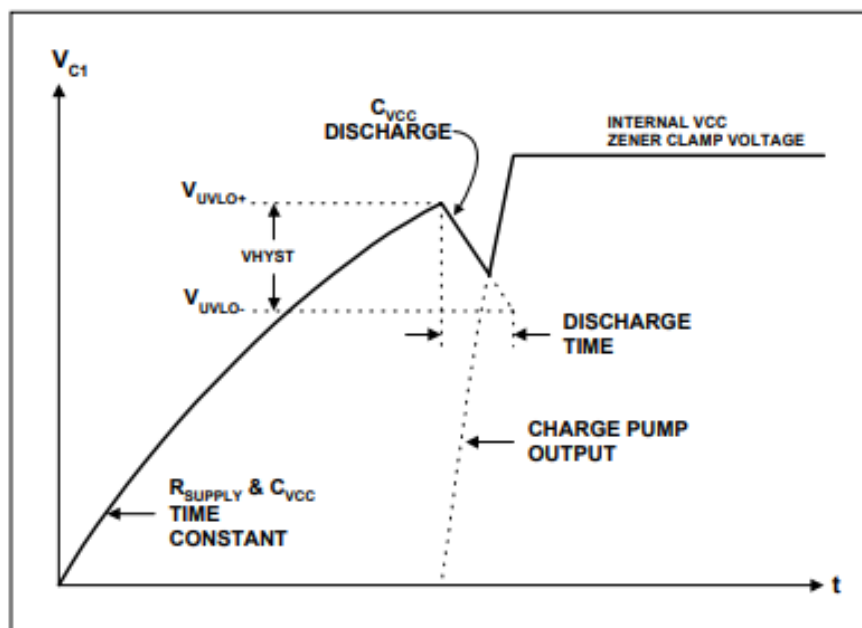 V_C1
C_VCC
DISCHARGE
INTERNAL VCC
ZENER CLAMP VOLTAGE
V_UVLO+
VHYST
V_UVLO-
DISCHARGE
TIME
CHARGE PUMP
OUTPUT
R_SUPPLY & C_VCC
TIME
CONSTANT
t